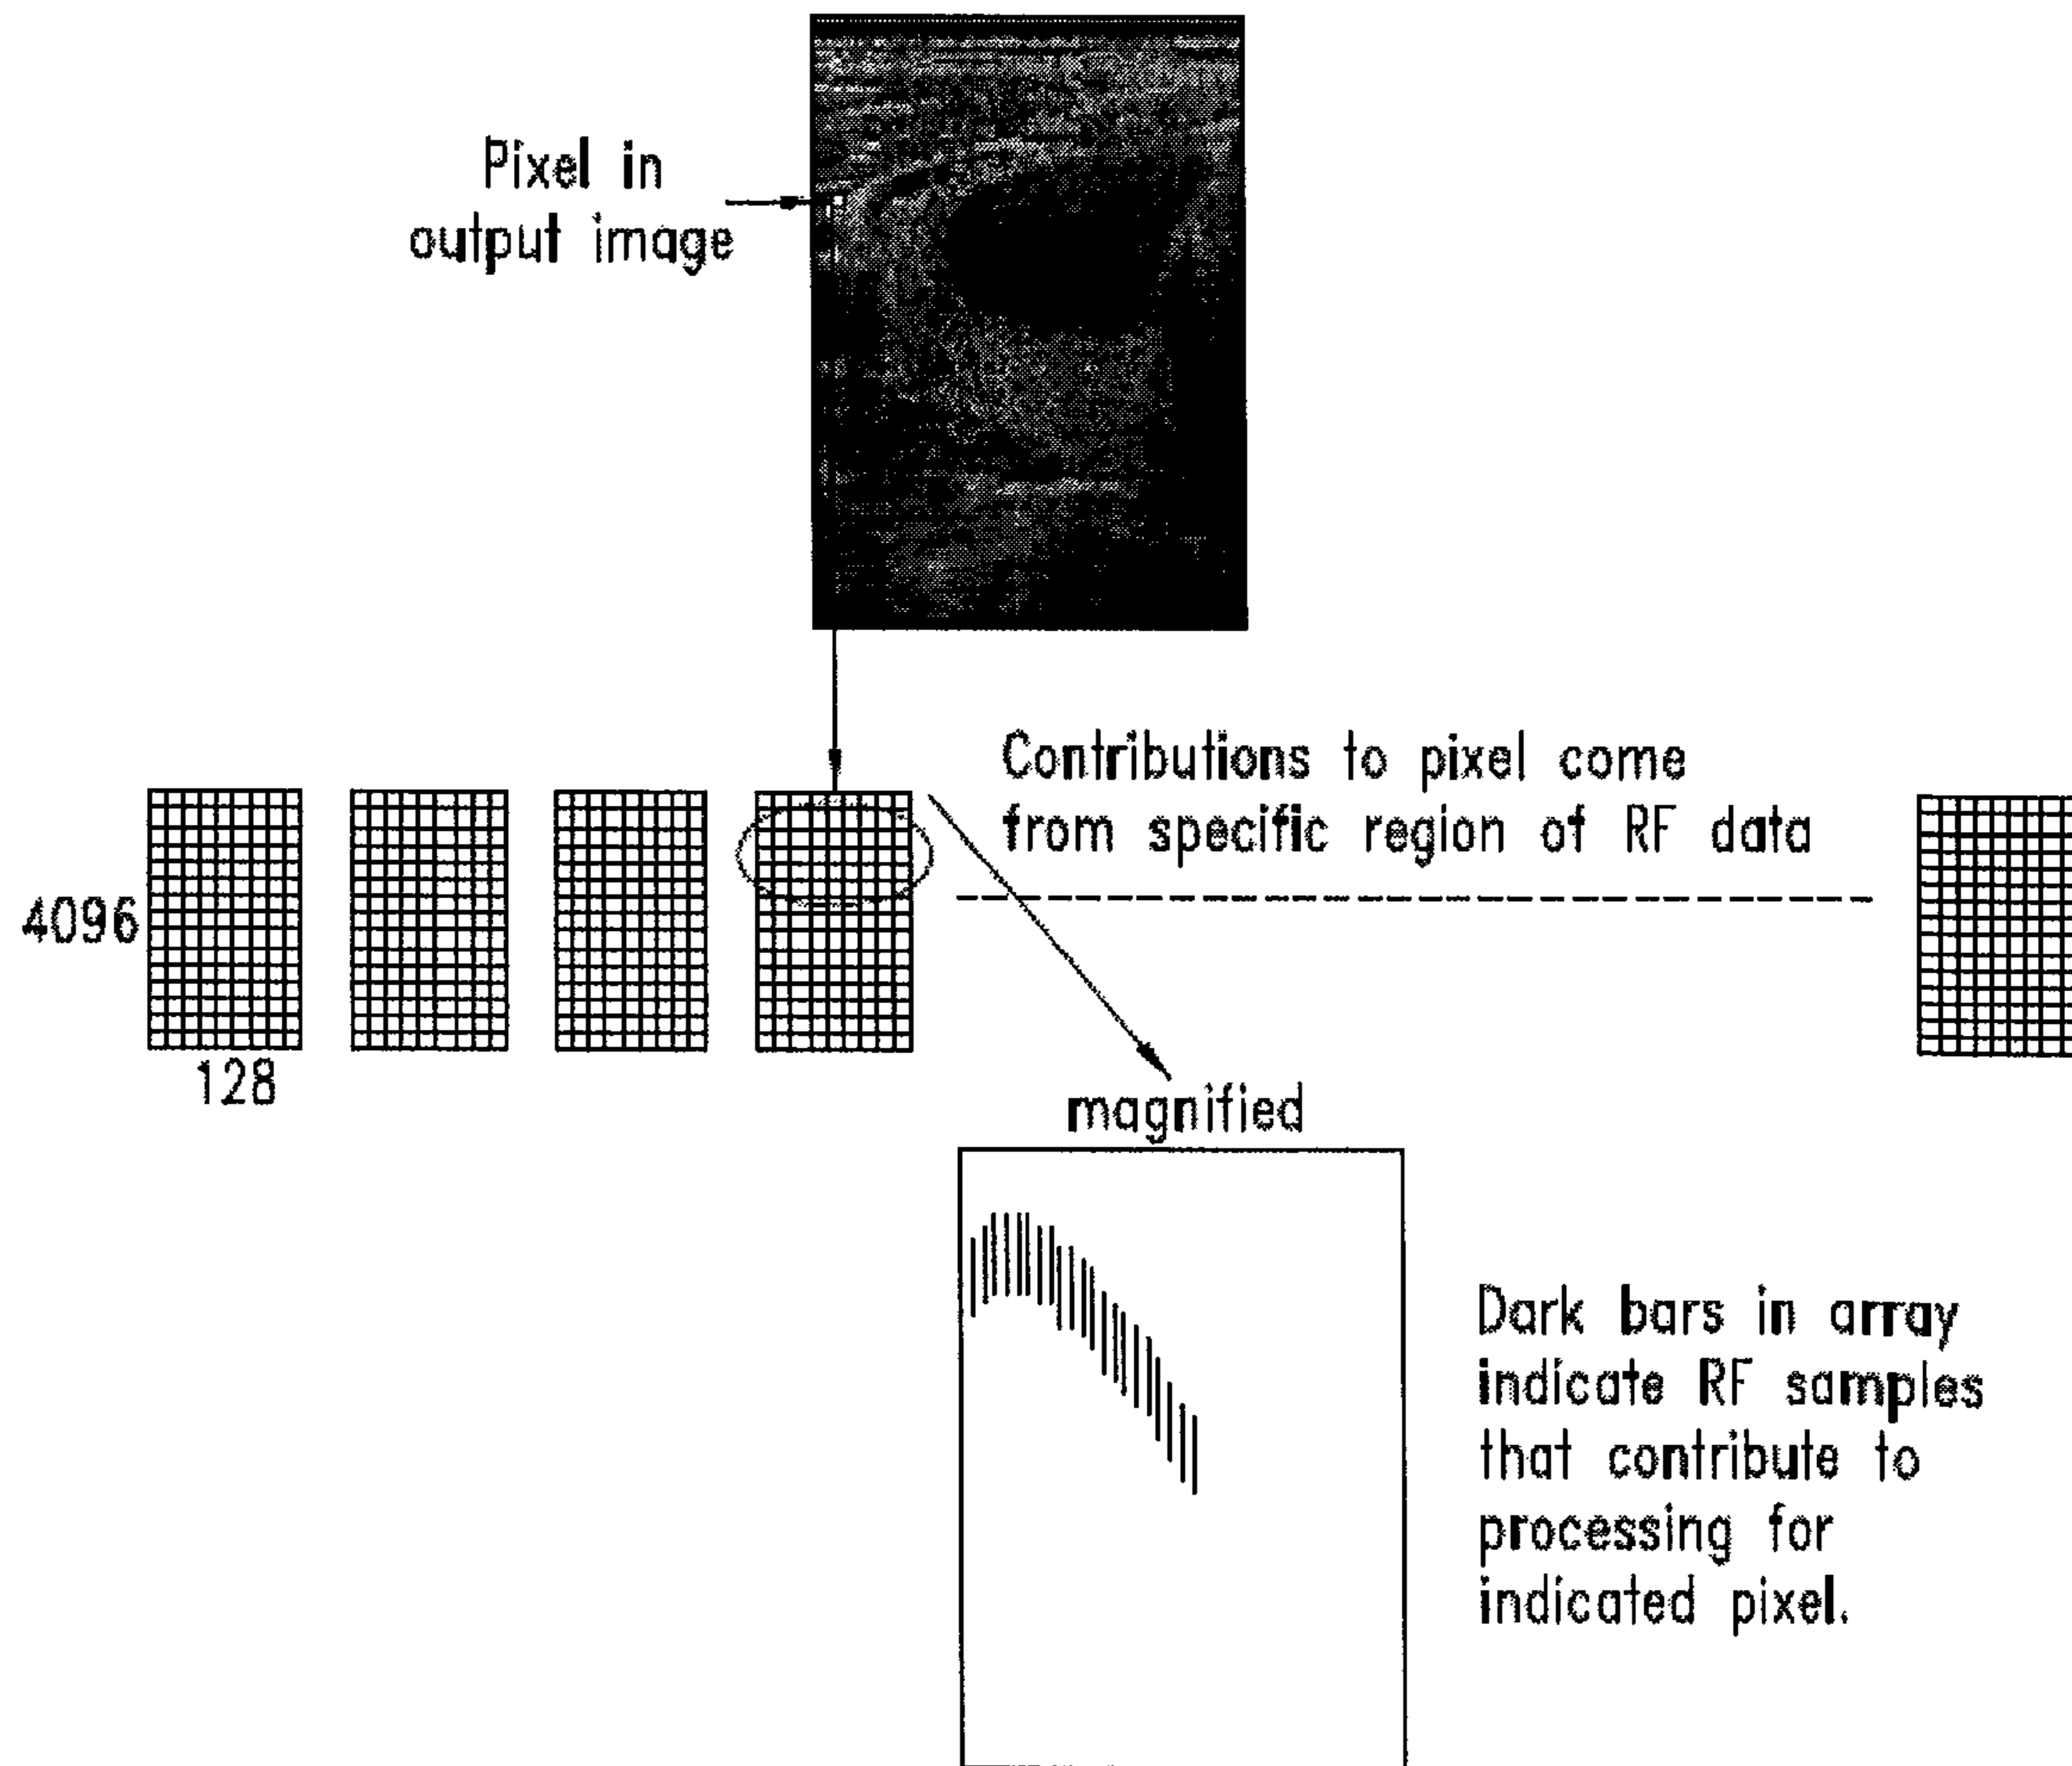 Pixel in
output image
Contributions to pixel come
from specific region of RF data
4096
128
magnified
Dark bars in array
indicate RF samples
that contribute to
processing for
indicated pixel.